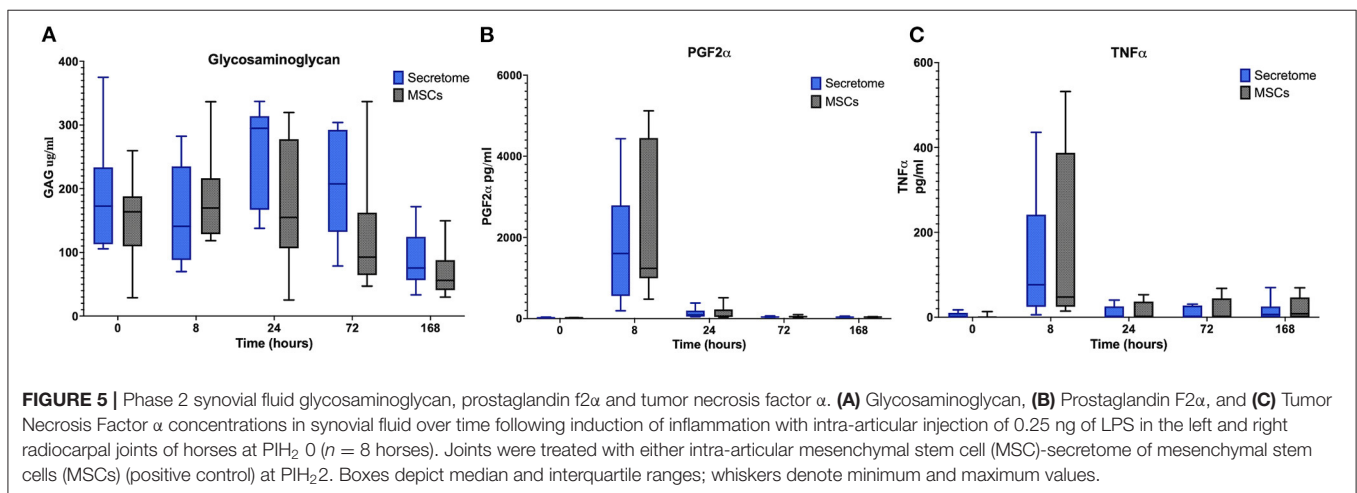 A
Glycosaminoglycan
Secretome
MSCs
GAG ug/ml
400
300
200
100
0
0 8 24 72 168
Time (hours)
B
PGF2α
Secretome
MSCs
PGF2α pg/ml
6000
4000
2000
0
0 8 24 72 168
Time (hours)
C
TNFα
Secretome
MSCs
TNFα
pg/ml
600
400
200
0
0 8 24 72 168
Time (hours)
FIGURE 5 | Phase 2 synovial fluid glycosaminoglycan, prostaglandin f2α and tumor necrosis factor α. (A) Glycosaminoglycan, (B) Prostaglandin F2α, and (C) Tumor
Necrosis Factor α concentrations in synovial fluid over time following induction of inflammation with intra-articular injection of 0.25 ng of LPS in the left and right
radiocarpal joints of horses at PIH₂ 0 (n = 8 horses). Joints were treated with either intra-articular mesenchymal stem cell (MSC)-secretome of mesenchymal stem
cells (MSCs) (positive control) at PIH₂2. Boxes depict median and interquartile ranges; whiskers denote minimum and maximum values.